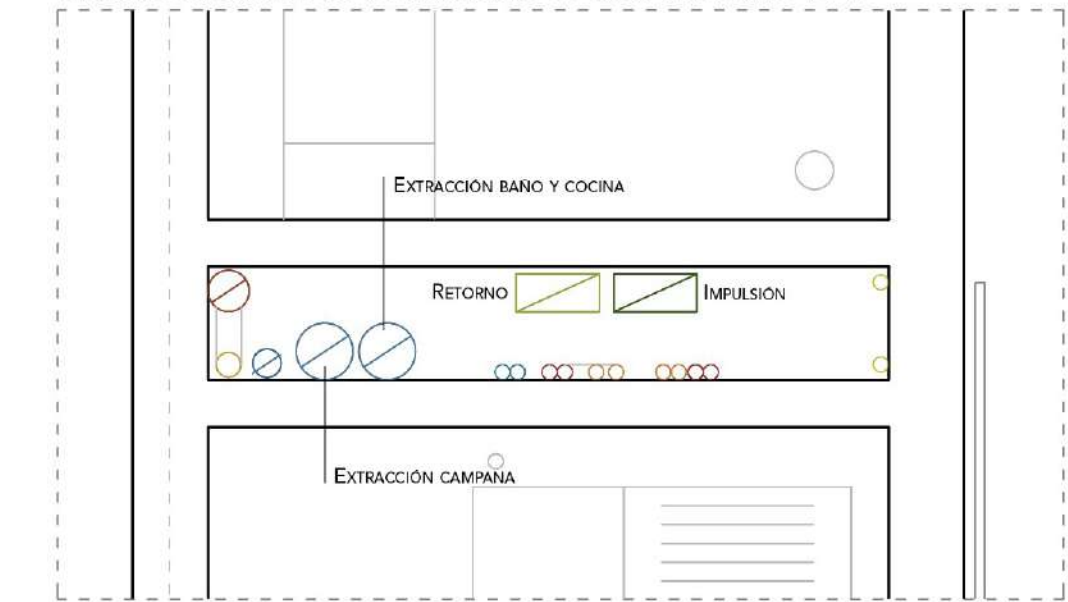 Extracción baño y cocina
Retorno
Impulsión
Extracción campana